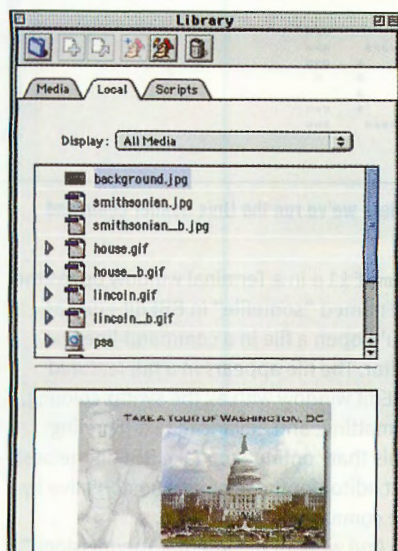 Library
Media
Local
Scripts
Display:
All Media
background.jpg
smithsonian.jpg
smithsonian_b.jpg
house.gif
house_b.gif
lincoln.gif
lincoln_b.gif
psa
TAKE A TOUR OF WASHINGTON, DC